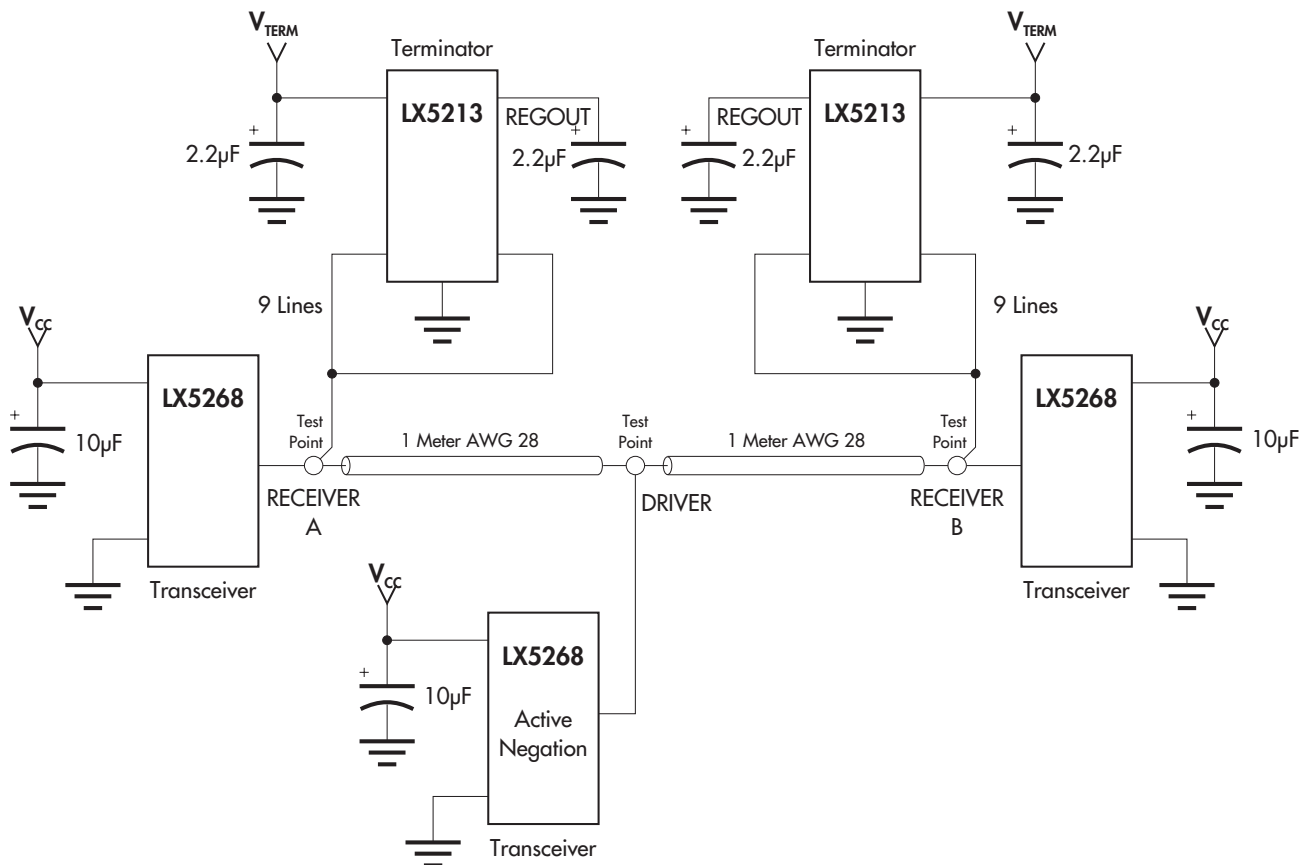 VTERM
Terminator
LX5213
REGOUT
+
2.2µF
+
2.2µF
9 Lines
VTERM
Terminator
LX5213
REGOUT
+
2.2µF
+
2.2µF
9 Lines
VCC
LX5268
+
10µF
Transceiver
Test
Point
RECEIVER
A
1 Meter AWG 28
Test
Point
DRIVER
1 Meter AWG 28
Test
Point
RECEIVER
B
VCC
LX5268
+
10µF
Transceiver
VCC
LX5268
+
10µF
Active
Negation
Transceiver